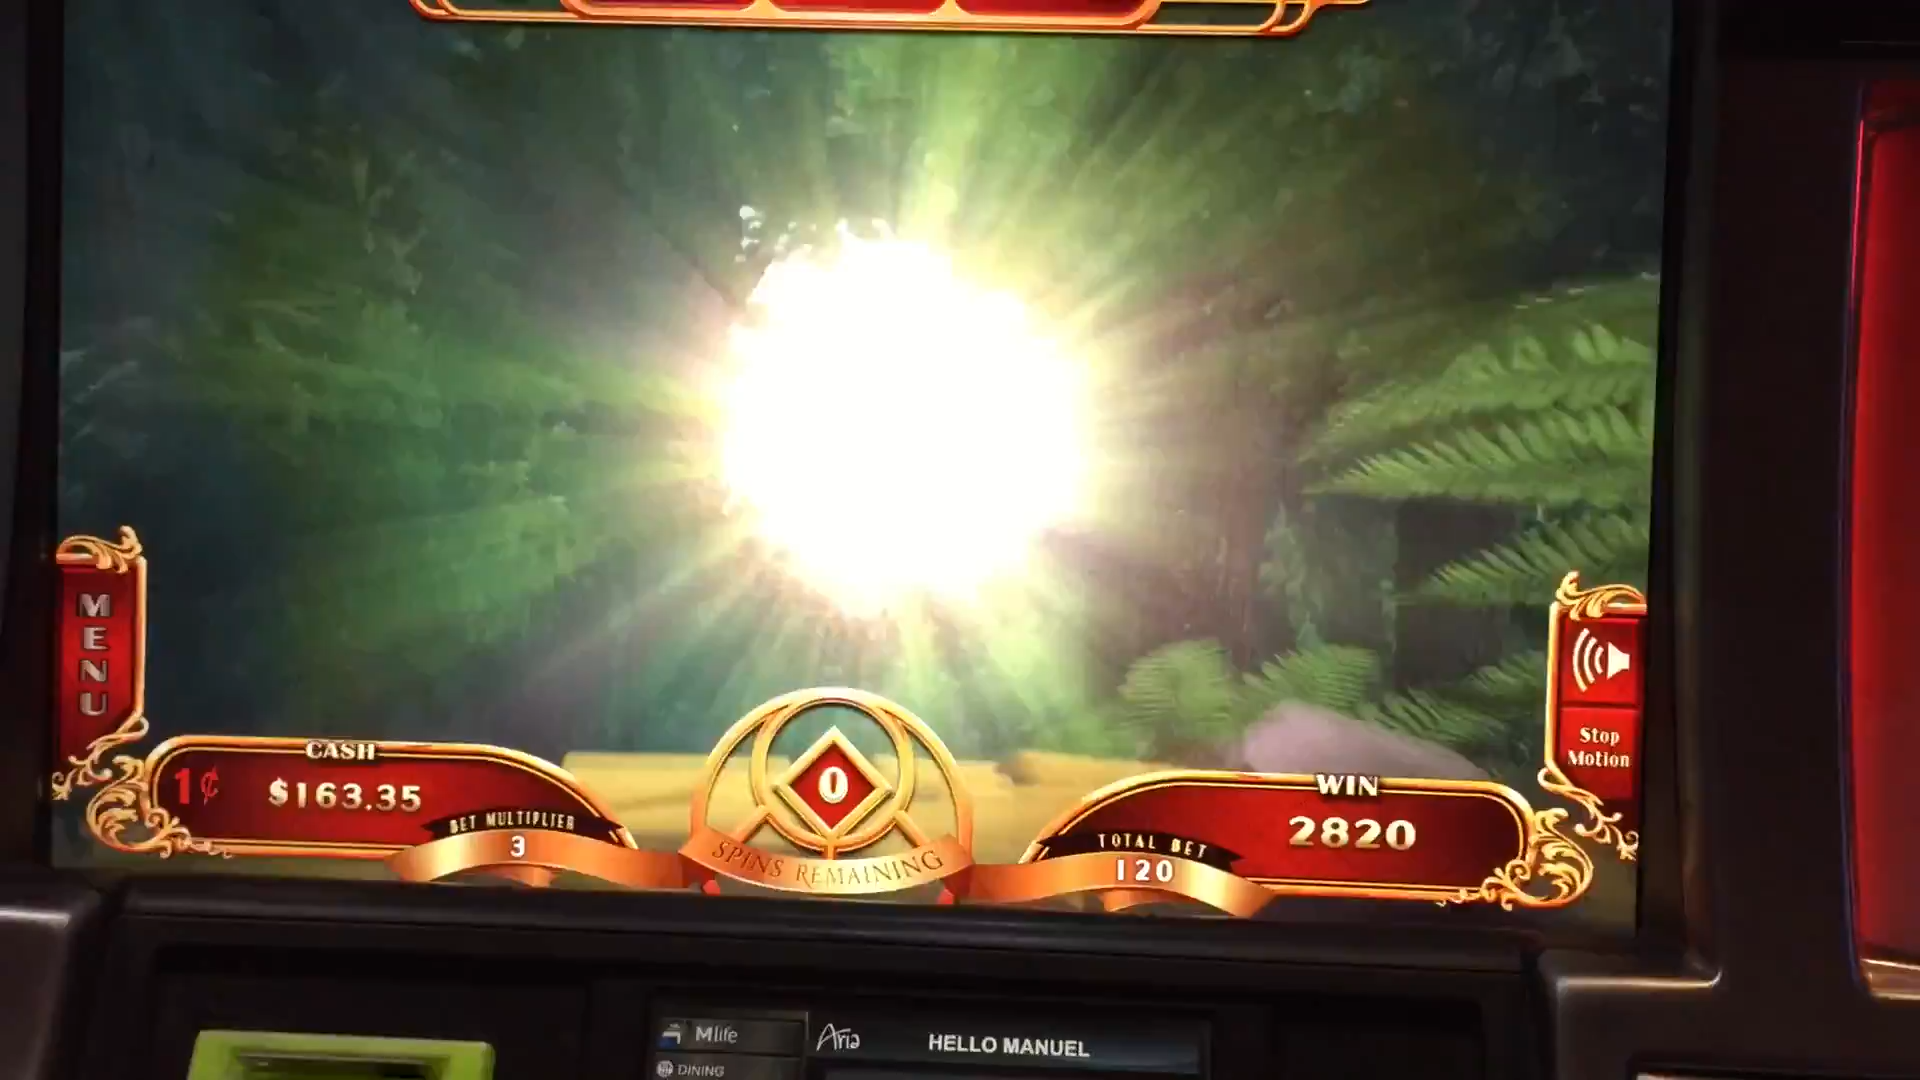 MENU
CASH
1¢ $163.35
BET MULTIPLIER
3
0
SPINS REMAINING
WIN
2820
TOTAL BET
120
Stop
Motion
Mlife
Aria
HELLO MANUEL
DINING